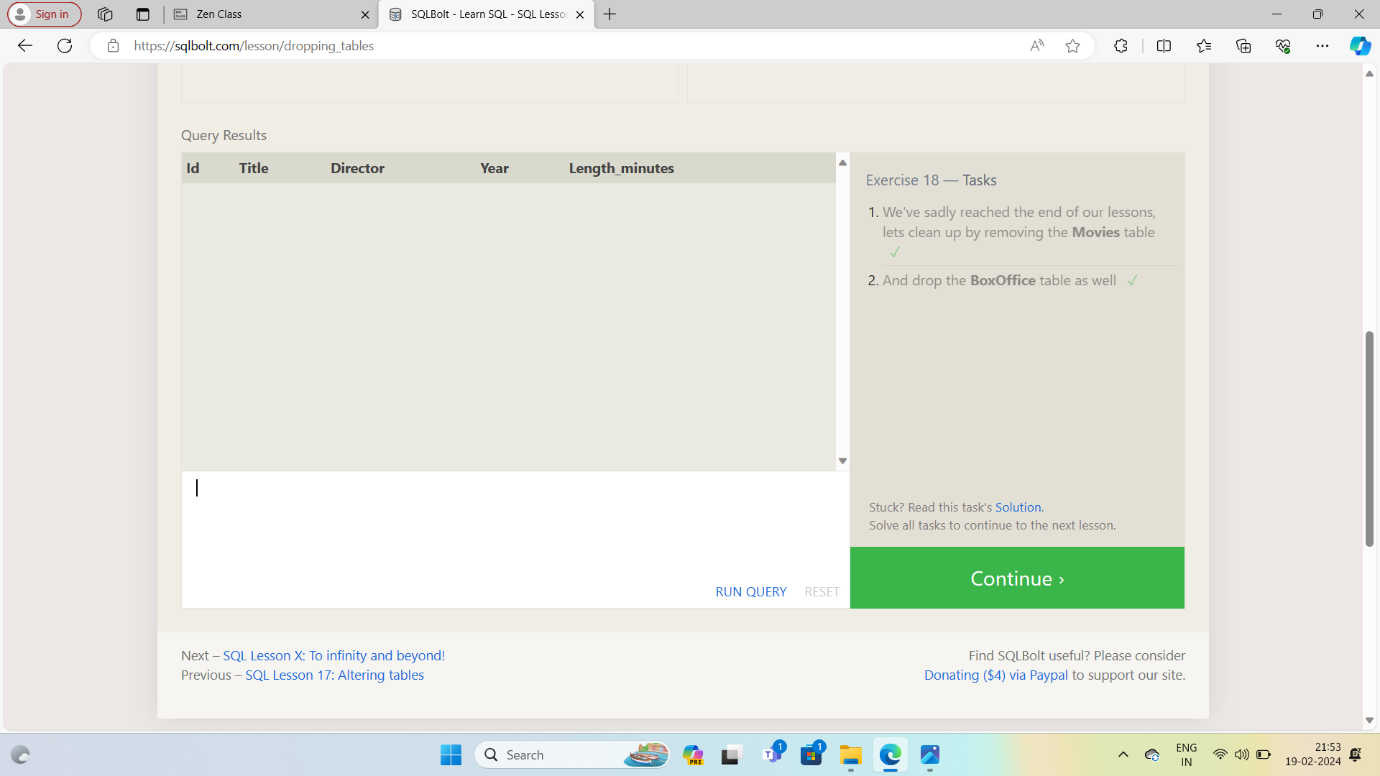 Sign in
Zen Class
SQLBolt - Learn SQL - SQL Lesso
https://sqlbolt.com/lesson/dropping_tables
Query Results
Id Title Director Year Length_minutes
Exercise 18 — Tasks
1. We've sadly reached the end of our lessons,
lets clean up by removing the Movies table
✓
2. And drop the BoxOffice table as well ✓
Stuck? Read this task's Solution.
Solve all tasks to continue to the next lesson.
RUN QUERY RESET
Continue ›
Next – SQL Lesson X: To infinity and beyond!
Previous – SQL Lesson 17: Altering tables
Find SQLBolt useful? Please consider
Donating ($4) via Paypal to support our site.
Search
PRE
1
1
ENG
IN
21:53
19-02-2024